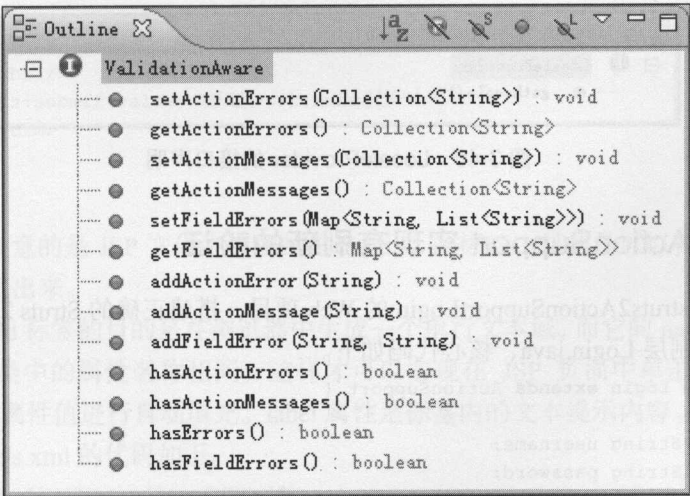 Outline
ValidationAware
setActionErrors(Collection<String>) : void
getActionErrors() : Collection<String>
setActionMessages(Collection<String>) : void
getActionMessages() : Collection<String>
setFieldErrors(Map<String, List<String>>) : void
getFieldErrors() : Map<String, List<String>>
addActionError(String) : void
addActionMessage(String) : void
addFieldError(String, String) : void
hasActionErrors() : boolean
hasActionMessages() : boolean
hasErrors() : boolean
hasFieldErrors() : boolean